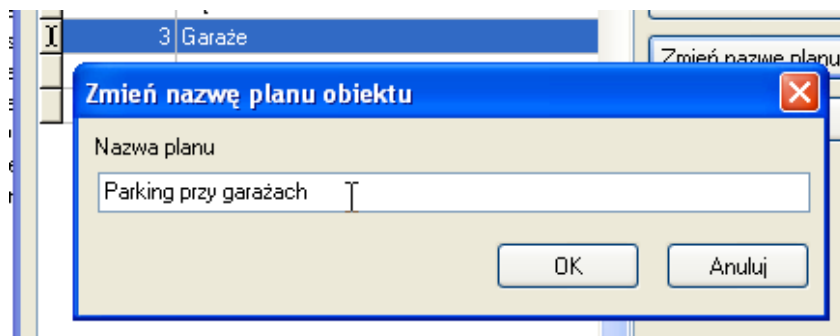 3 Garaże
Zmień nazwę planu
Zmień nazwę planu obiektu
Nazwa planu
Parking przy garażach
OK Anuluj